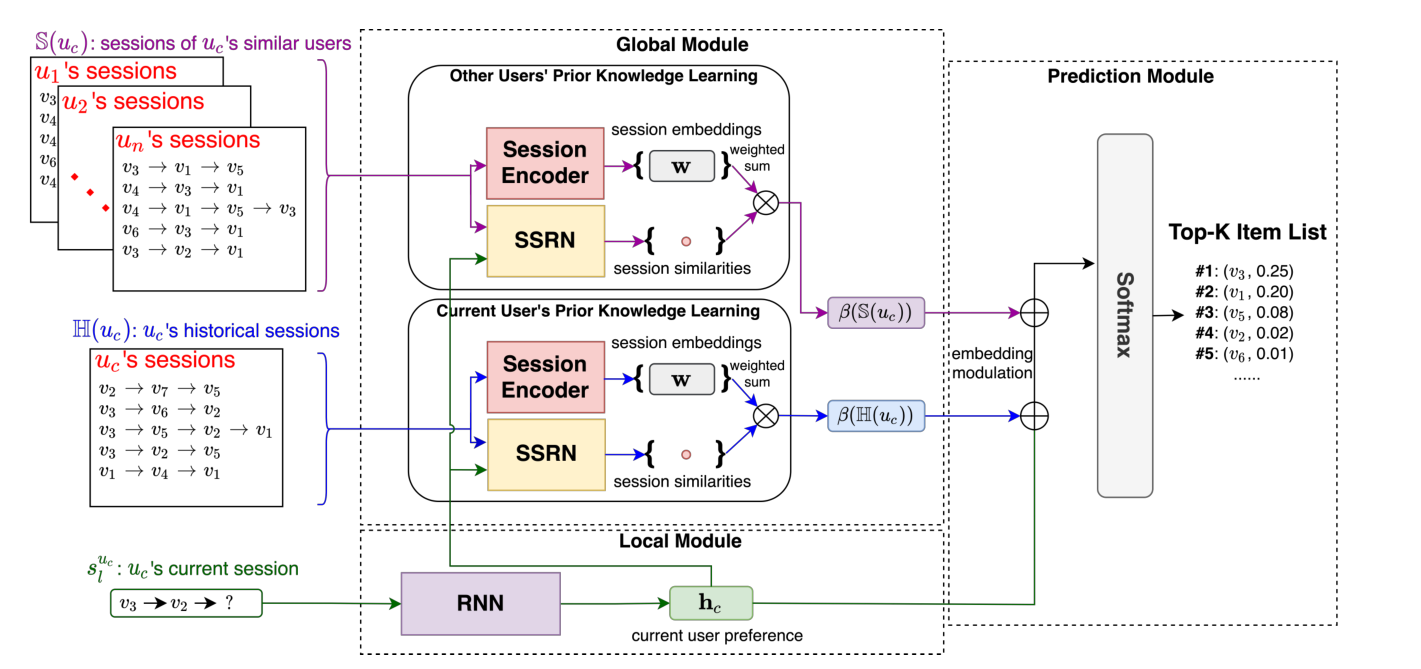 𝕊(u_c): sessions of u_c's similar users
u_1's sessions
v_3
v_4
v_4
v_6
v_4
u_2's sessions
u_n's sessions
v_3 → v_1 → v_5
v_4 → v_3 → v_1
v_4 → v_1 → v_5 → v_3
v_6 → v_3 → v_1
v_3 → v_2 → v_1
ℍ(u_c): u_c's historical sessions
u_c's sessions
v_2 → v_7 → v_5
v_3 → v_6 → v_2
v_3 → v_5 → v_2 → v_1
v_3 → v_2 → v_5
v_1 → v_4 → v_1
s_l^{u_c}: u_c's current session
v_3 → v_2 → ?
Global Module
Other Users' Prior Knowledge Learning
Session
Encoder
SSRN
session embeddings
{ w }
weighted
sum
{ }
session similarities
Current User's Prior Knowledge Learning
Session
Encoder
SSRN
session embeddings
{ w }
weighted
sum
{ }
session similarities
β(𝕊(u_c))
β(ℍ(u_c))
Local Module
RNN
h_c
current user preference
Prediction Module
embedding
modulation
Softmax
Top-K Item List
#1: (v_3, 0.25)
#2: (v_1, 0.20)
#3: (v_5, 0.08)
#4: (v_2, 0.02)
#5: (v_6, 0.01)
......